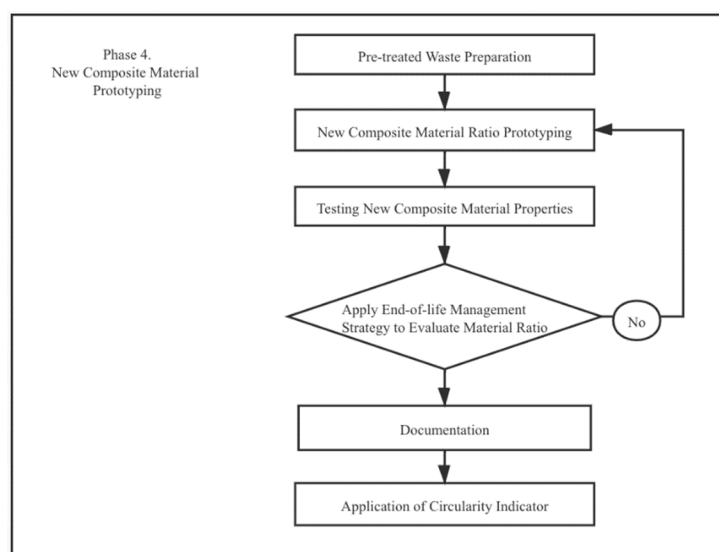 Phase 4.
New Composite Material
Prototyping
Pre-treated Waste Preparation
New Composite Material Ratio Prototyping
Testing New Composite Material Properties
Apply End-of-life Management
Strategy to Evaluate Material Ratio
No
Documentation
Application of Circularity Indicator